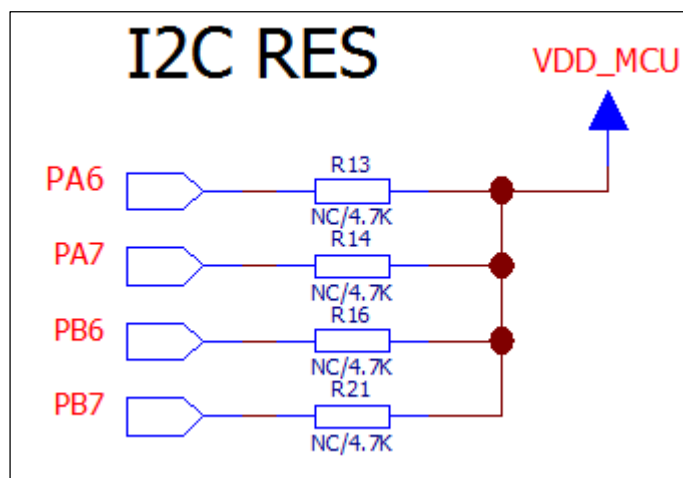 I2C RES
VDD_MCU
PA6
R13
NC/4.7K
PA7
R14
NC/4.7K
PB6
R16
NC/4.7K
PB7
R21
NC/4.7K